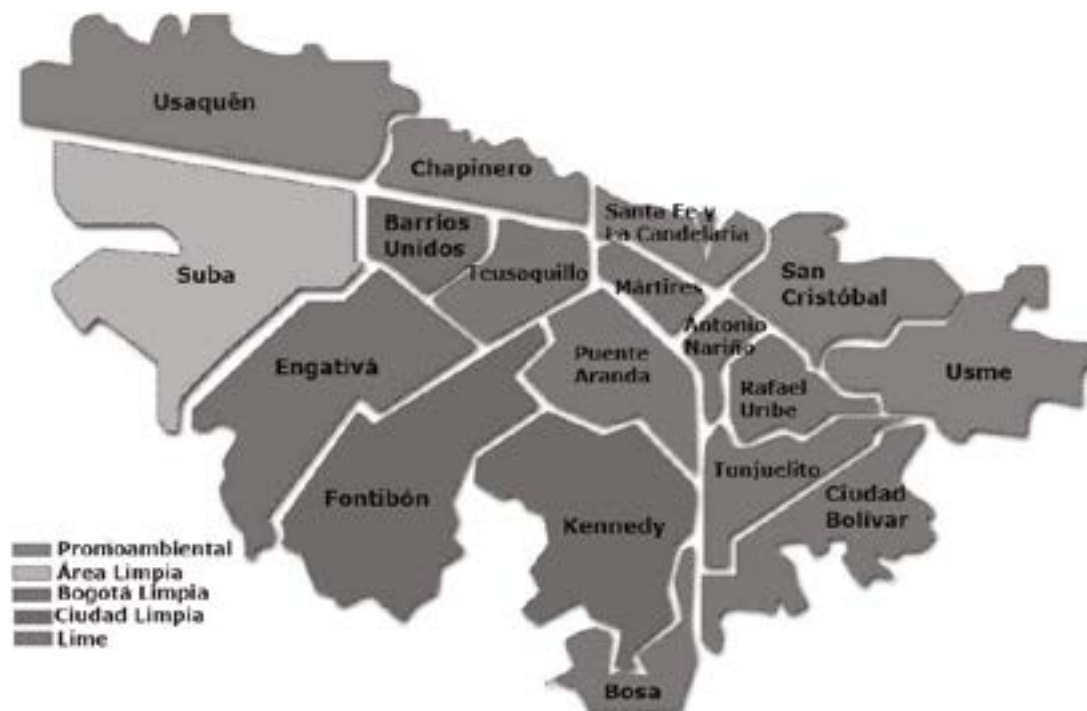 Usaquén
Chapinero
Santa Fe y
La Candelaria
Barrios
Unidos
Teusaquillo
Suba
Mártires
San
Cristóbal
Antonio
Nariño
Engativá
Puente
Aranda
Usme
Rafael
Uribe
Fontibón
Tunjuelito
Kennedy
Ciudad
Bolívar
Bosa
Promoambiental
Área Limpia
Bogotá Limpia
Ciudad Limpia
Lime